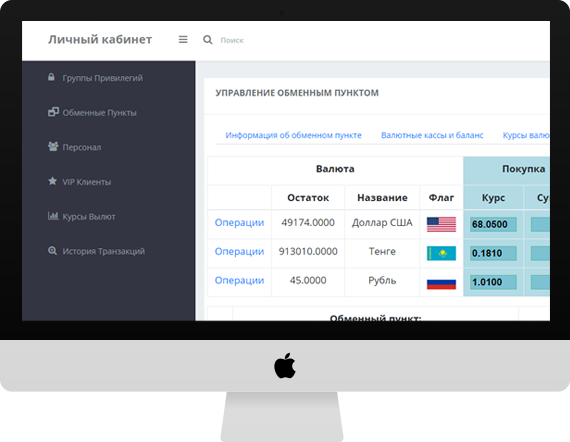 Личный кабинет
Поиск
Группы Привилегий
Обменные Пункты
Персонал
VIP Клиенты
Курсы Вылют
История Транзакций
УПРАВЛЕНИЕ ОБМЕННЫМ ПУНКТОМ
Информация об обменном пункте Валютные кассы и баланс Курсы валю
Валюта Покупка
Остаток Название Флаг Курс Су
Операции 49174.0000 Доллар США 68.0500
Операции 913010.0000 Тенге 0.1810
Операции 45.0000 Рубль 1.0100
Обменный пункт: